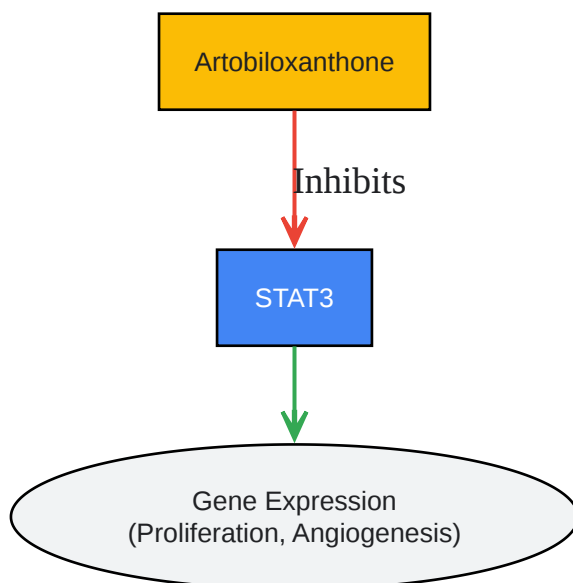 Artobiloxanthone
Inhibits
STAT3
Gene Expression
(Proliferation, Angiogenesis)